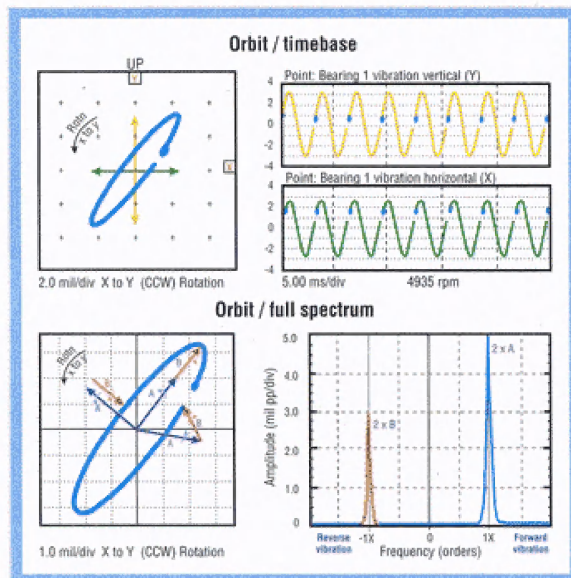 Orbit / timebase
UP
Y
Rotn
x to y
X
2.0 mil/div X to Y (CCW) Rotation
Point: Bearing 1 vibration vertical (Y)
4
2
0
-2
-4
Point: Bearing 1 vibration horizontal (X)
4
2
0
-2
-4
5.00 ms/div 4935 rpm
Orbit / full spectrum
Rotn
x to y
B
A
B
A
B
A
1.0 mil/div X to Y (CCW) Rotation
Amplitude (mil pp/div)
5.0
4.0
3.0
2.0
1.0
0
2 x A
2 x B
Reverse vibration
-1X
0
1X
Forward vibration
Frequency (orders)